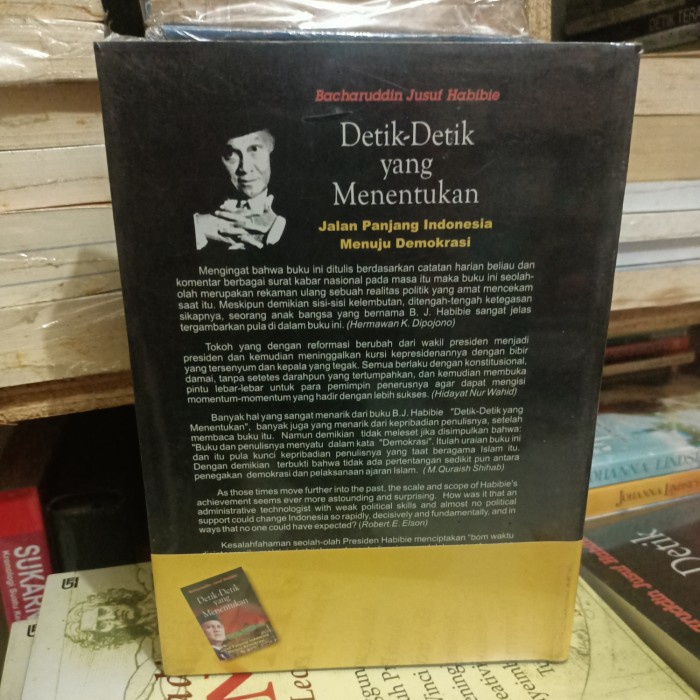 DETIK TER
Bacharuddin Jusuf Habibie
Detik-Detik
yang
Menentukan
Jalan Panjang Indonesia
Menuju Demokrasi
Mengingat bahwa buku ini ditulis berdasarkan catatan harian beliau dan
komentar berbagai surat kabar nasional pada masa itu maka buku ini seolah-
olah merupakan rekaman ulang sebuah realitas politik yang amat mencekam
saat itu. Meskipun demikian sisi-sisi kelembutan, ditengah-tengah ketegasan
sikapnya, seorang anak bangsa yang bernama B. J. Habibie sangat jelas
tergambarkan pula di dalam buku ini. (Hermawan K. Dipojono)
Tokoh yang dengan reformasi berubah dari wakil presiden menjadi
presiden dan kemudian meninggalkan kursi kepresidenannya dengan bibir
yang tersenyum dan kepala yang tegak. Semua berlaku dengan konstitusional,
damai, tanpa setetes darahpun yang tertumpahkan, dan kemudian membuka
pintu lebar-lebar untuk para pemimpin penerusnya agar dapat mengisi
momentum-momentum yang hadir dengan lebih sukses. (Hidayat Nur Wahid)
Banyak hal yang sangat menarik dari buku B.J. Habibie "Detik-Detik yang
Menentukan", banyak juga yang menarik dari kepribadian penulisnya, setelah
membaca buku itu. Namun demikian tidak meleset jika disimpulkan bahwa:
"Buku dan penulisnya menyatu dalam kata "Demokrasi". Itulah uraian buku ini
dan itu pula kunci kepribadian penulisnya yang taat beragama Islam itu.
Dengan demikian terbukti bahwa tidak ada pertentangan sedikit pun antara
penegakan demokrasi dan pelaksanaan ajaran Islam. (M Quraish Shihab)
As those times move further into the past, the scale and scope of Habibie's
achievement seems ever more astounding and surprising. How was it that an
administrative technologist with weak political skills and almost no political
support could change Indonesia so rapidly, decisively and fundamentally, and in
ways that no one could have expected? (Robert.E. Elson)
Kesalahfahaman seolah-olah Presiden Habibie menciptakan "bom waktu
Detik-Detik
yang
Menentukan
SUKAR
JOHANNA LINDS
JOHANNA LINDS
Detik